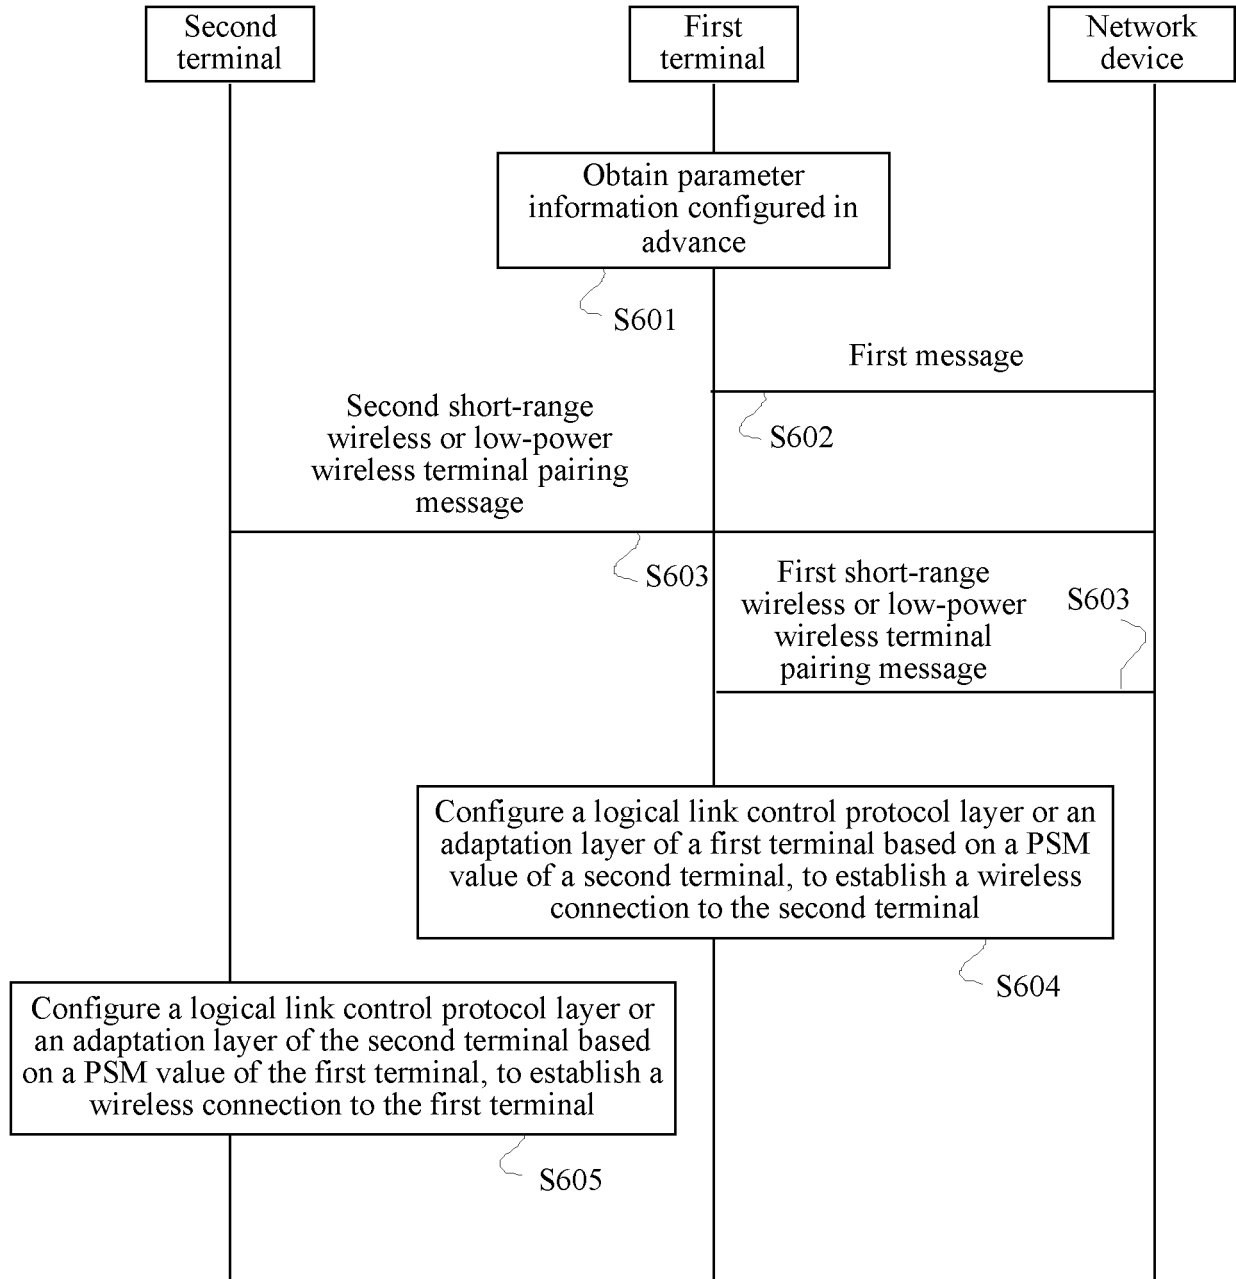 Second
terminal
First
terminal
Network
device
Obtain parameter
information configured in
advance
S601
First message
S602
Second short-range
wireless or low-power
wireless terminal pairing
message
S603
First short-range
wireless or low-power
wireless terminal
pairing message
S603
Configure a logical link control protocol layer or an
adaptation layer of a first terminal based on a PSM
value of a second terminal, to establish a wireless
connection to the second terminal
S604
Configure a logical link control protocol layer or
an adaptation layer of the second terminal based
on a PSM value of the first terminal, to establish a
wireless connection to the first terminal
S605